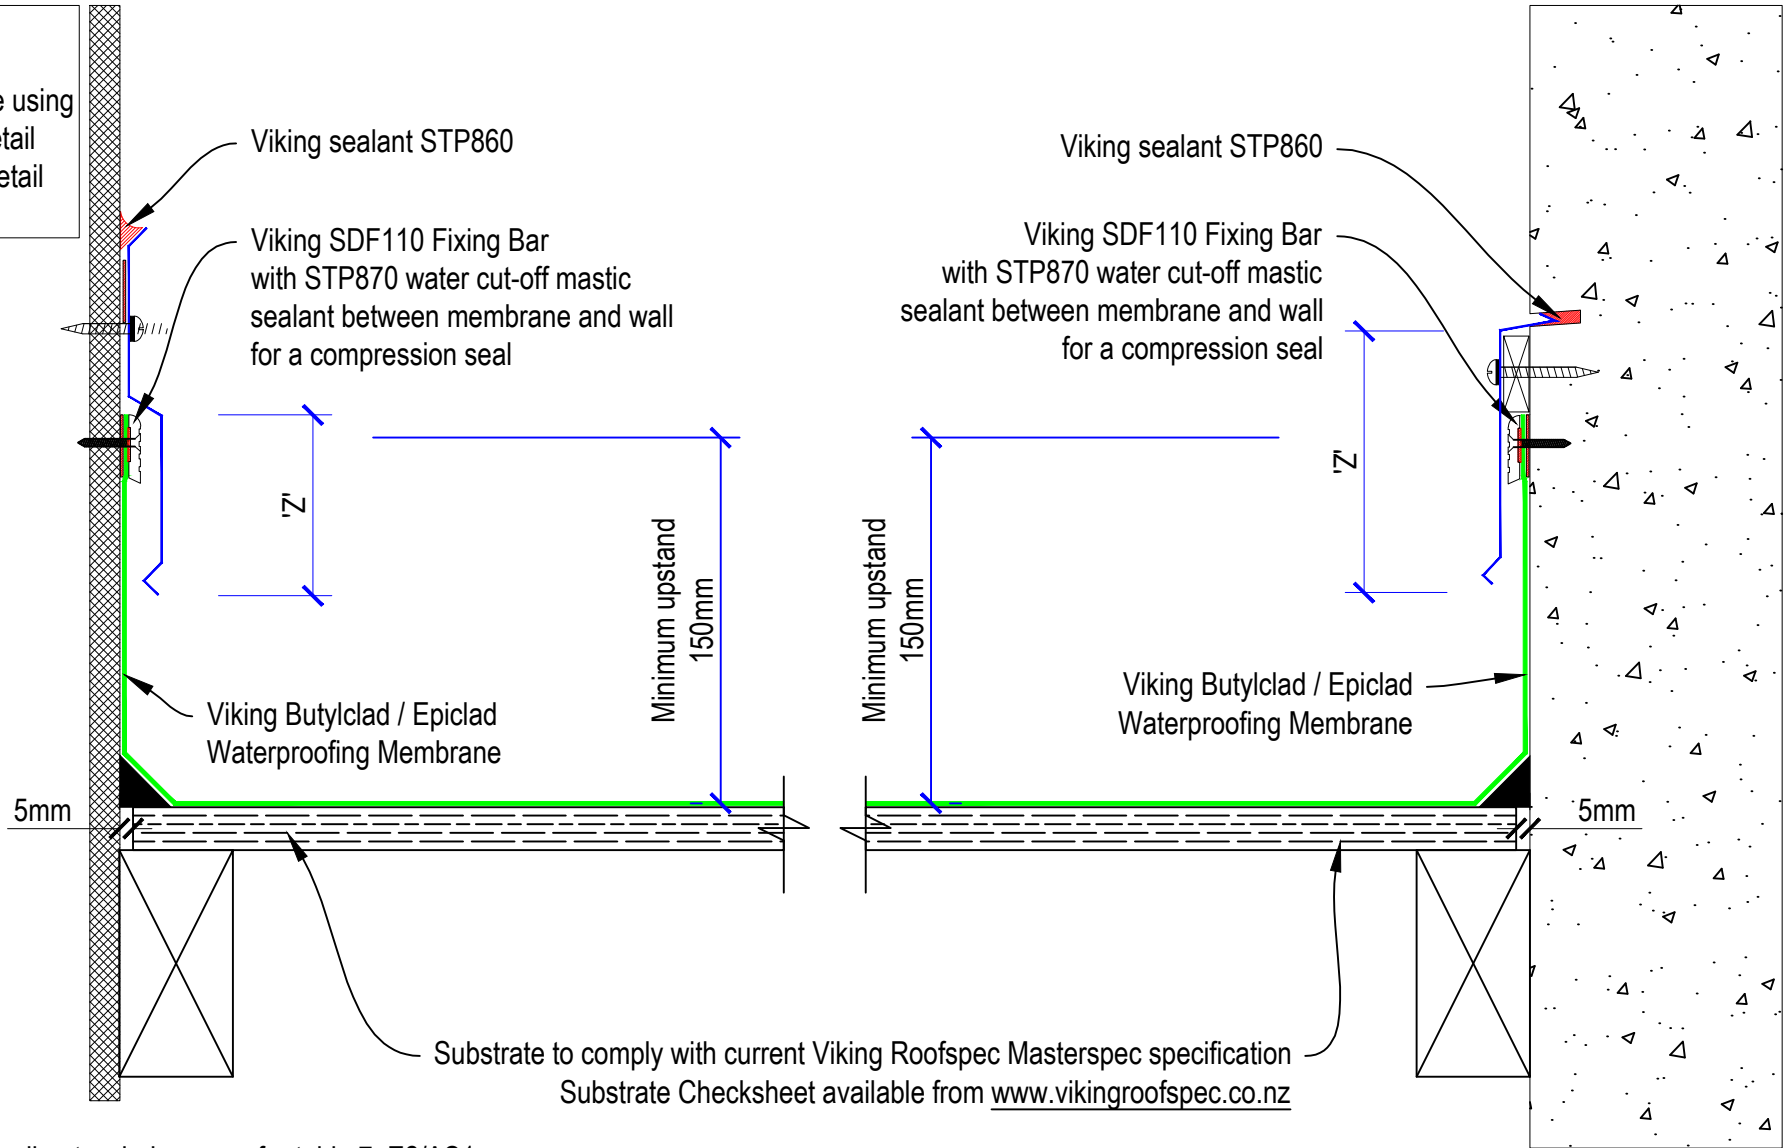 e using
etail
etail
Viking sealant STP860
Viking SDF110 Fixing Bar
with STP870 water cut-off mastic
sealant between membrane and wall
for a compression seal
Viking sealant STP860
Viking SDF110 Fixing Bar
with STP870 water cut-off mastic
sealant between membrane and wall
for a compression seal
'Z'
Minimum upstand
150mm
Minimum upstand
150mm
'Z'
Viking Butylclad / Epiclad
Waterproofing Membrane
Viking Butylclad / Epiclad
Waterproofing Membrane
5mm
5mm
Substrate to comply with current Viking Roofspec Masterspec specification
Substrate Checksheet available from www.vikingroofspec.co.nz